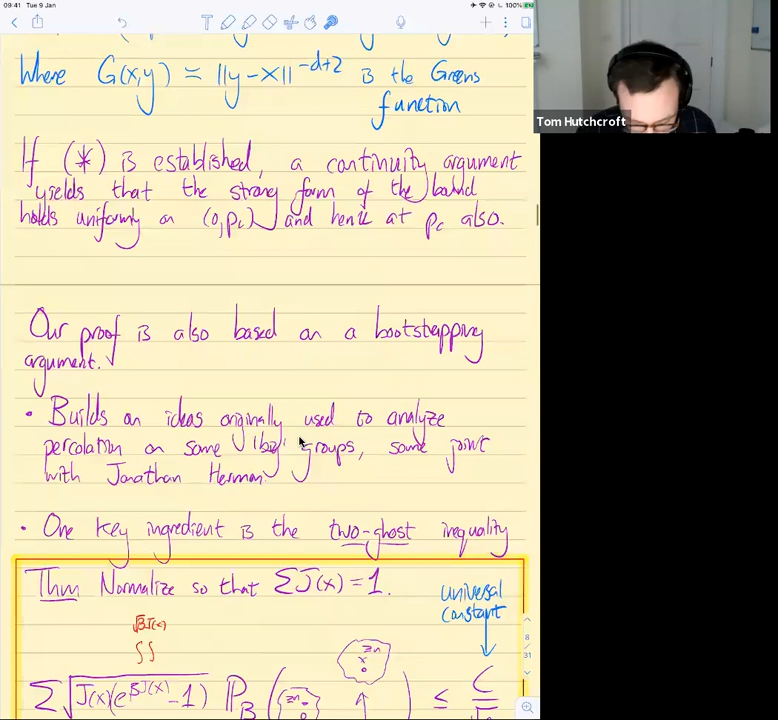 09:41 Tue 9 Jan
100%
Where G(x,y) ≍ ||y-x||^{-d+2} is the Greens
function
If (*) is established, a continuity argument
yields that the strong form of the bound
holds uniformly on (0,pc) and hence at pc also.
Our proof is also based on a bootstrapping
argument.
• Builds on ideas originally used to analyze
percolation on some "big" groups, some joint
with Jonathan Hermon.
• One key ingredient is the two-ghost inequality
Thm Normalize so that ΣJ(x)=1.
universal
constant
Σ√(J(x)(e^{βJ(x)}-1)) ℙ_β ( ≥n x ≥n 0 ) ≤ C
8
31
Tom Hutchcroft